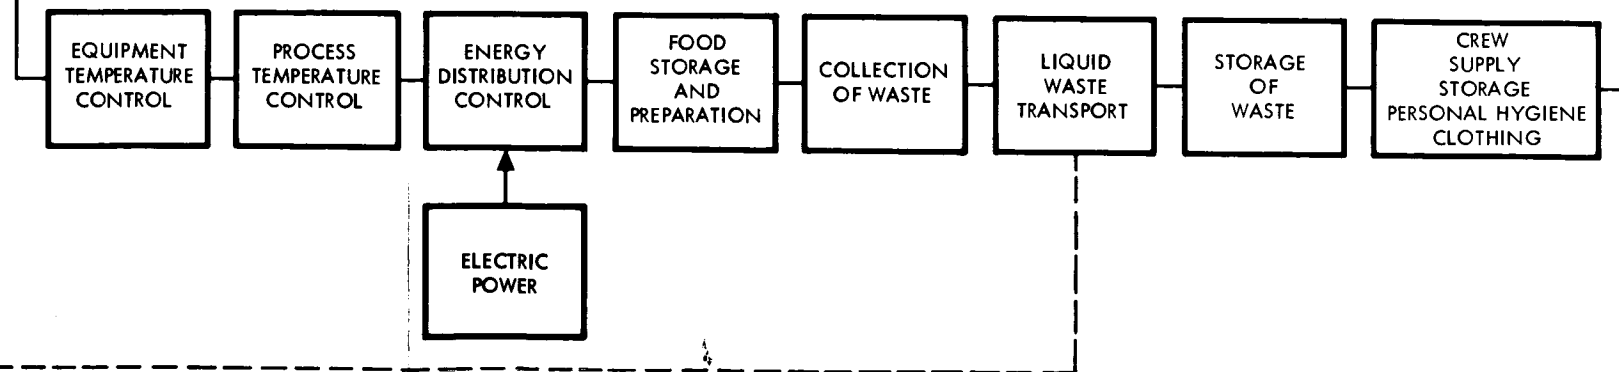 EQUIPMENT
TEMPERATURE
CONTROL
PROCESS
TEMPERATURE
CONTROL
ENERGY
DISTRIBUTION
CONTROL
FOOD
STORAGE
AND
PREPARATION
COLLECTION
OF WASTE
LIQUID
WASTE
TRANSPORT
STORAGE
OF
WASTE
CREW
SUPPLY
STORAGE
PERSONAL HYGIENE
CLOTHING
ELECTRIC
POWER